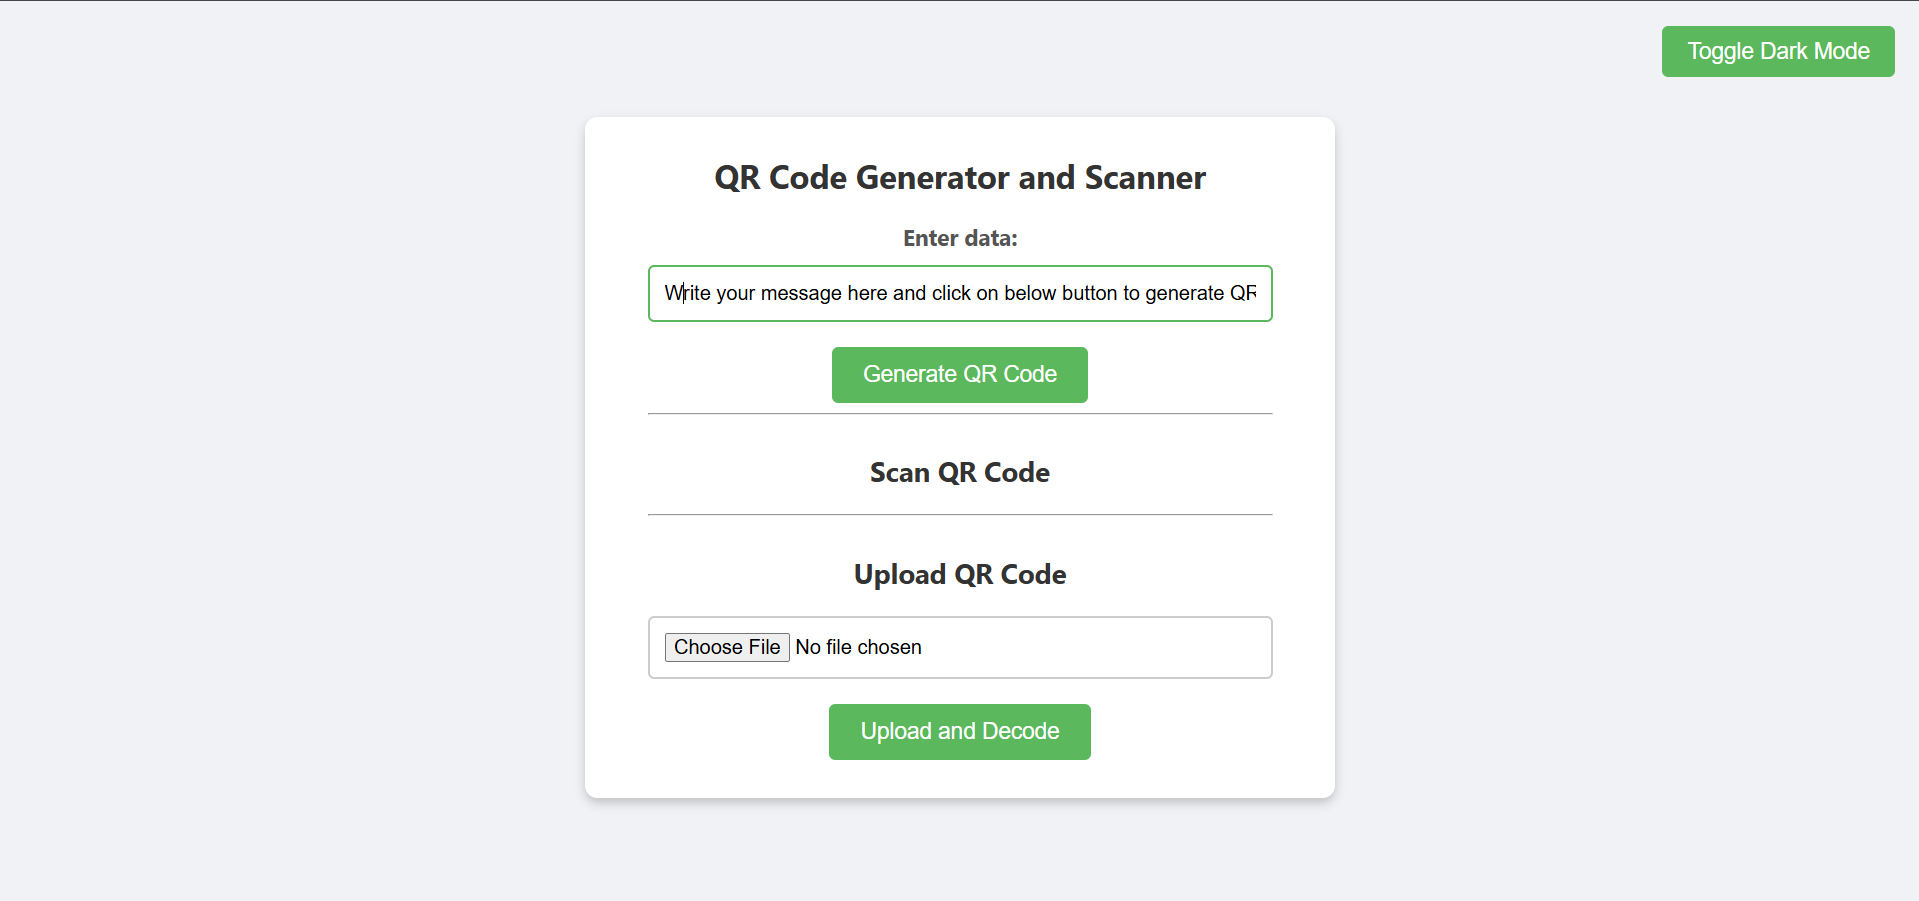 Toggle Dark Mode
QR Code Generator and Scanner
Enter data:
Write your message here and click on below button to generate QR
Generate QR Code
Scan QR Code
Upload QR Code
Choose File No file chosen
Upload and Decode